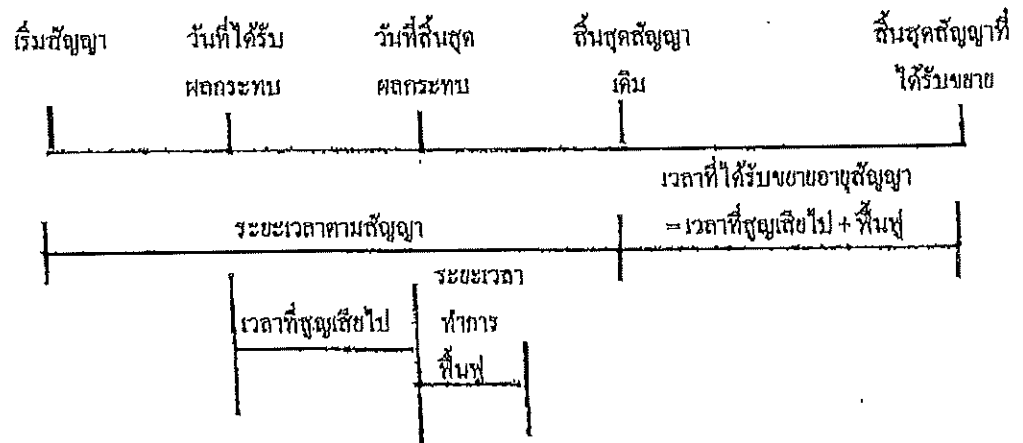 เริ่มสัญญา วันที่ได้รับ วันที่สิ้นสุด สิ้นสุดสัญญา สิ้นสุดสัญญาที่
ผลกระทบ ผลกระทบ เดิม ได้รับขยาย
เวลาที่ได้รับขยายอายุสัญญา
ระยะเวลาตามสัญญา =เวลาที่สูญเสียไป + ฟื้นฟู
ระยะเวลา
เวลาที่สูญเสียไป ทำการ
ฟื้นฟู